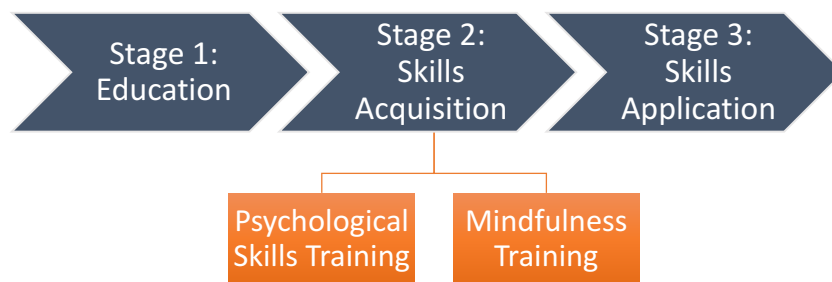 Stage 1:
Education
Stage 2:
Skills
Acquisition
Stage 3:
Skills
Application
Psychological
Skills Training
Mindfulness
Training